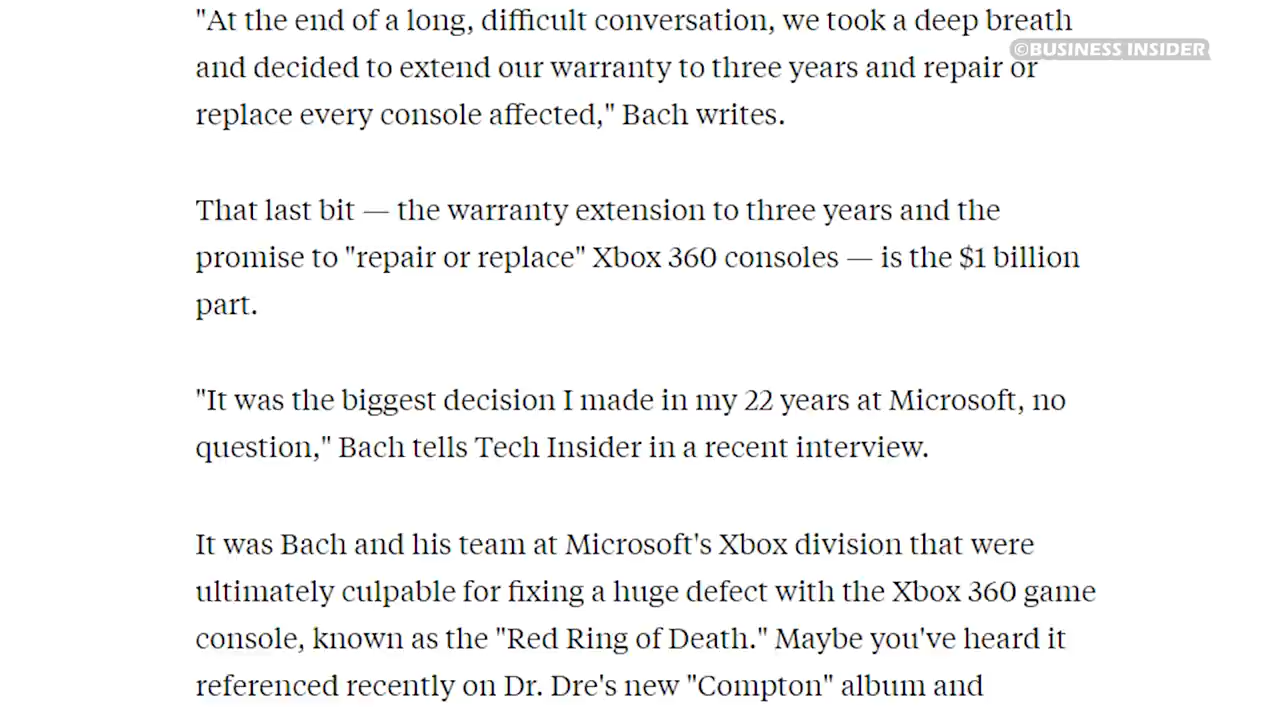 "At the end of a long, difficult conversation, we took a deep breath
©BUSINESS INSIDER
and decided to extend our warranty to three years and repair or
replace every console affected," Bach writes.
That last bit — the warranty extension to three years and the
promise to "repair or replace" Xbox 360 consoles — is the $1 billion
part.
"It was the biggest decision I made in my 22 years at Microsoft, no
question," Bach tells Tech Insider in a recent interview.
It was Bach and his team at Microsoft's Xbox division that were
ultimately culpable for fixing a huge defect with the Xbox 360 game
console, known as the "Red Ring of Death." Maybe you've heard it
referenced recently on Dr. Dre's new "Compton" album and